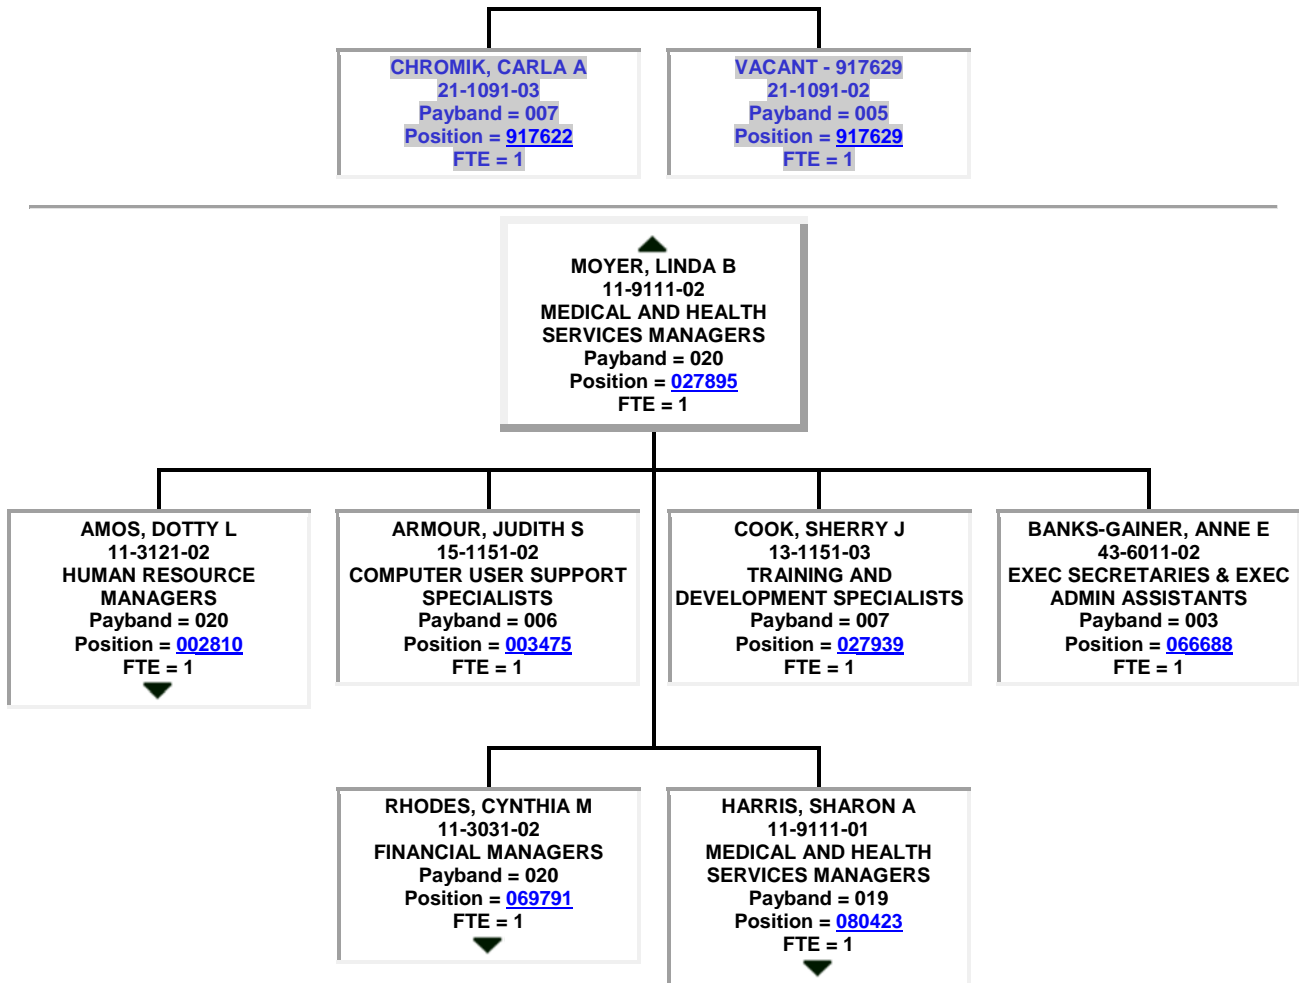 CHROMIK, CARLA A
21-1091-03
Payband = 007
Position = 917622
FTE = 1
VACANT - 917629
21-1091-02
Payband = 005
Position = 917629
FTE = 1
MOYER, LINDA B
11-9111-02
MEDICAL AND HEALTH
SERVICES MANAGERS
Payband = 020
Position = 027895
FTE = 1
AMOS, DOTTY L
11-3121-02
HUMAN RESOURCE
MANAGERS
Payband = 020
Position = 002810
FTE = 1
ARMOUR, JUDITH S
15-1151-02
COMPUTER USER SUPPORT
SPECIALISTS
Payband = 006
Position = 003475
FTE = 1
COOK, SHERRY J
13-1151-03
TRAINING AND
DEVELOPMENT SPECIALISTS
Payband = 007
Position = 027939
FTE = 1
BANKS-GAINER, ANNE E
43-6011-02
EXEC SECRETARIES & EXEC
ADMIN ASSISTANTS
Payband = 003
Position = 066688
FTE = 1
RHODES, CYNTHIA M
11-3031-02
FINANCIAL MANAGERS
Payband = 020
Position = 069791
FTE = 1
HARRIS, SHARON A
11-9111-01
MEDICAL AND HEALTH
SERVICES MANAGERS
Payband = 019
Position = 080423
FTE = 1